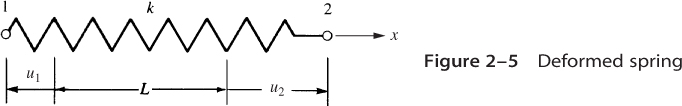 1 k 2
x
Figure 2–5 Deformed spring
u₁ L u₂